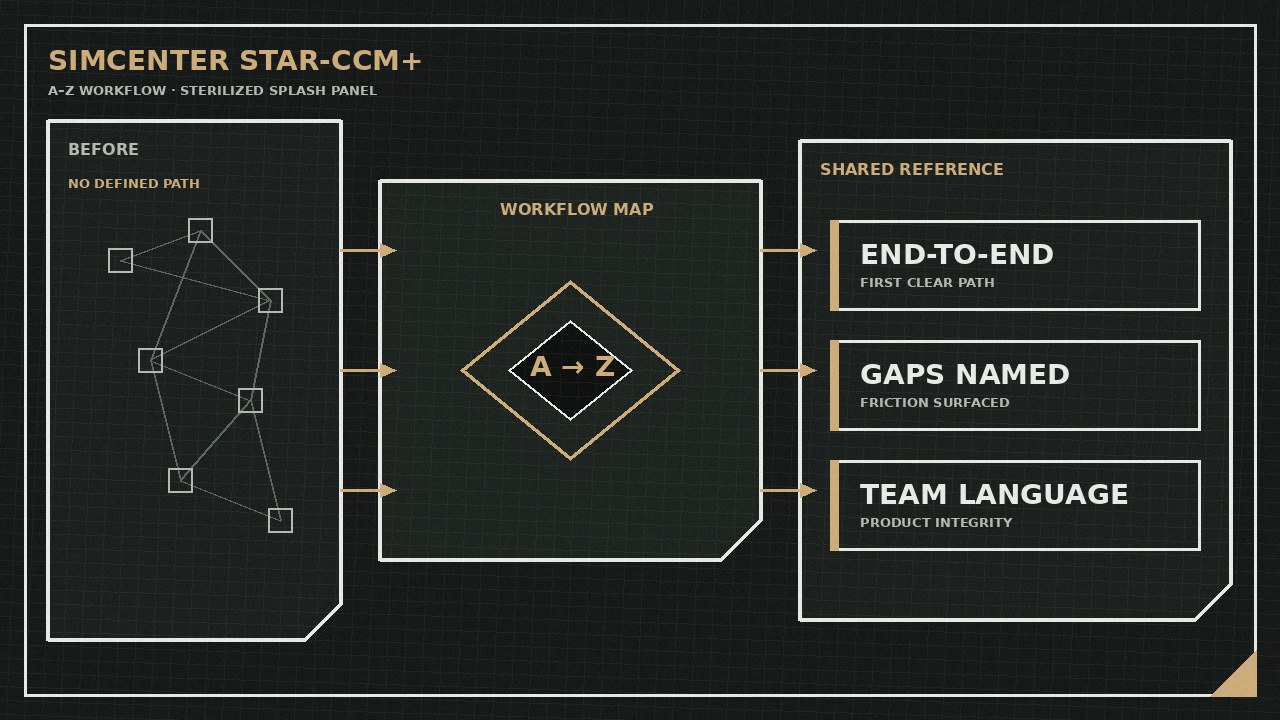 SIMCENTER STAR-CCM+
A–Z WORKFLOW · STERILIZED SPLASH PANEL
BEFORE
NO DEFINED PATH
WORKFLOW MAP
A → Z
SHARED REFERENCE
END-TO-END
FIRST CLEAR PATH
GAPS NAMED
FRICTION SURFACED
TEAM LANGUAGE
PRODUCT INTEGRITY